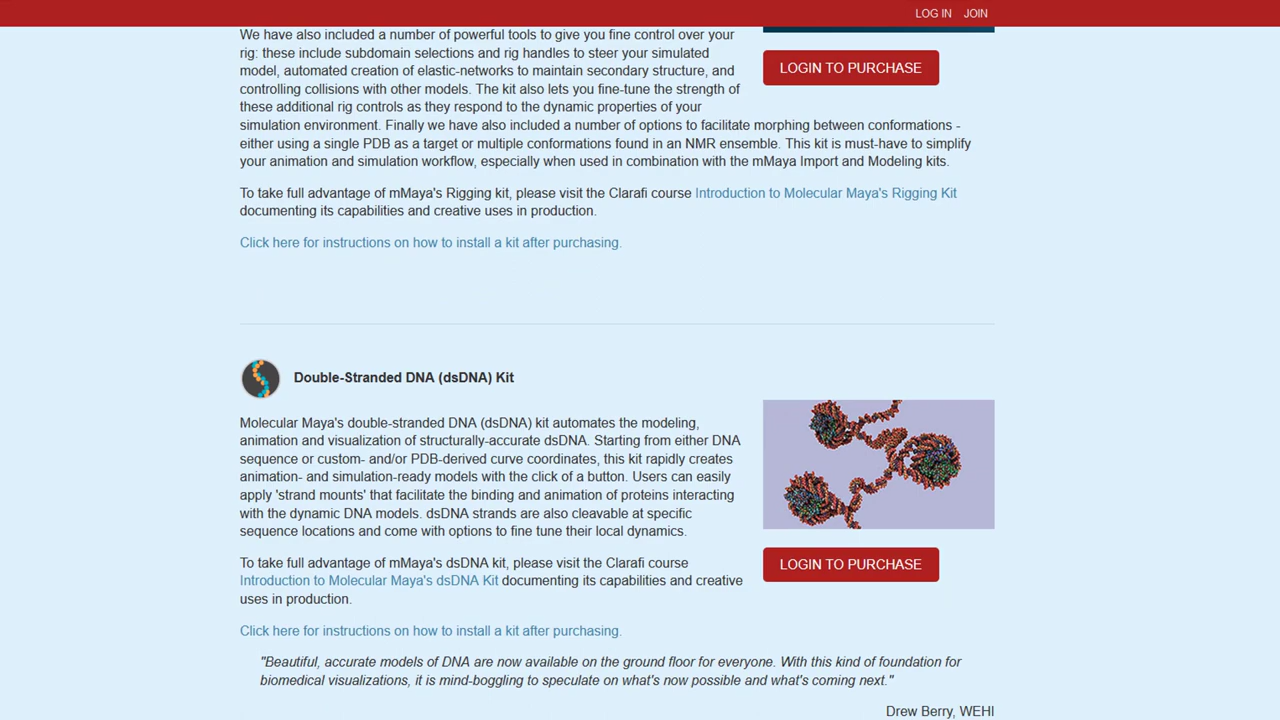 LOG IN JOIN
We have also included a number of powerful tools to give you fine control over your
rig: these include subdomain selections and rig handles to steer your simulated
model, automated creation of elastic-networks to maintain secondary structure, and
controlling collisions with other models. The kit also lets you fine-tune the strength of
these additional rig controls as they respond to the dynamic properties of your
simulation environment. Finally we have also included a number of options to facilitate morphing between conformations -
either using a single PDB as a target or multiple conformations found in an NMR ensemble. This kit is must-have to simplify
your animation and simulation workflow, especially when used in combination with the mMaya Import and Modeling kits.
LOGIN TO PURCHASE
To take full advantage of mMaya's Rigging kit, please visit the Clarafi course Introduction to Molecular Maya's Rigging Kit
documenting its capabilities and creative uses in production.
Click here for instructions on how to install a kit after purchasing.
Double-Stranded DNA (dsDNA) Kit
Molecular Maya's double-stranded DNA (dsDNA) kit automates the modeling,
animation and visualization of structurally-accurate dsDNA. Starting from either DNA
sequence or custom- and/or PDB-derived curve coordinates, this kit rapidly creates
animation- and simulation-ready models with the click of a button. Users can easily
apply 'strand mounts' that facilitate the binding and animation of proteins interacting
with the dynamic DNA models. dsDNA strands are also cleavable at specific
sequence locations and come with options to fine tune their local dynamics.
LOGIN TO PURCHASE
To take full advantage of mMaya's dsDNA kit, please visit the Clarafi course
Introduction to Molecular Maya's dsDNA Kit documenting its capabilities and creative
uses in production.
Click here for instructions on how to install a kit after purchasing.
"Beautiful, accurate models of DNA are now available on the ground floor for everyone. With this kind of foundation for
biomedical visualizations, it is mind-boggling to speculate on what's now possible and what's coming next."
Drew Berry, WEHI